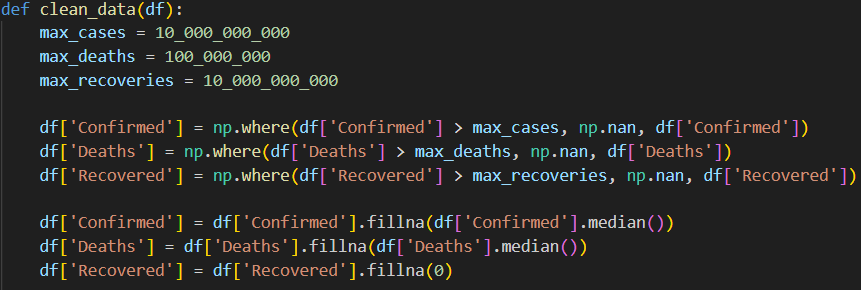 def clean_data(df):
    max_cases = 10_000_000_000
    max_deaths = 100_000_000
    max_recoveries = 10_000_000_000

    df['Confirmed'] = np.where(df['Confirmed'] > max_cases, np.nan, df['Confirmed'])
    df['Deaths'] = np.where(df['Deaths'] > max_deaths, np.nan, df['Deaths'])
    df['Recovered'] = np.where(df['Recovered'] > max_recoveries, np.nan, df['Recovered'])

    df['Confirmed'] = df['Confirmed'].fillna(df['Confirmed'].median())
    df['Deaths'] = df['Deaths'].fillna(df['Deaths'].median())
    df['Recovered'] = df['Recovered'].fillna(0)